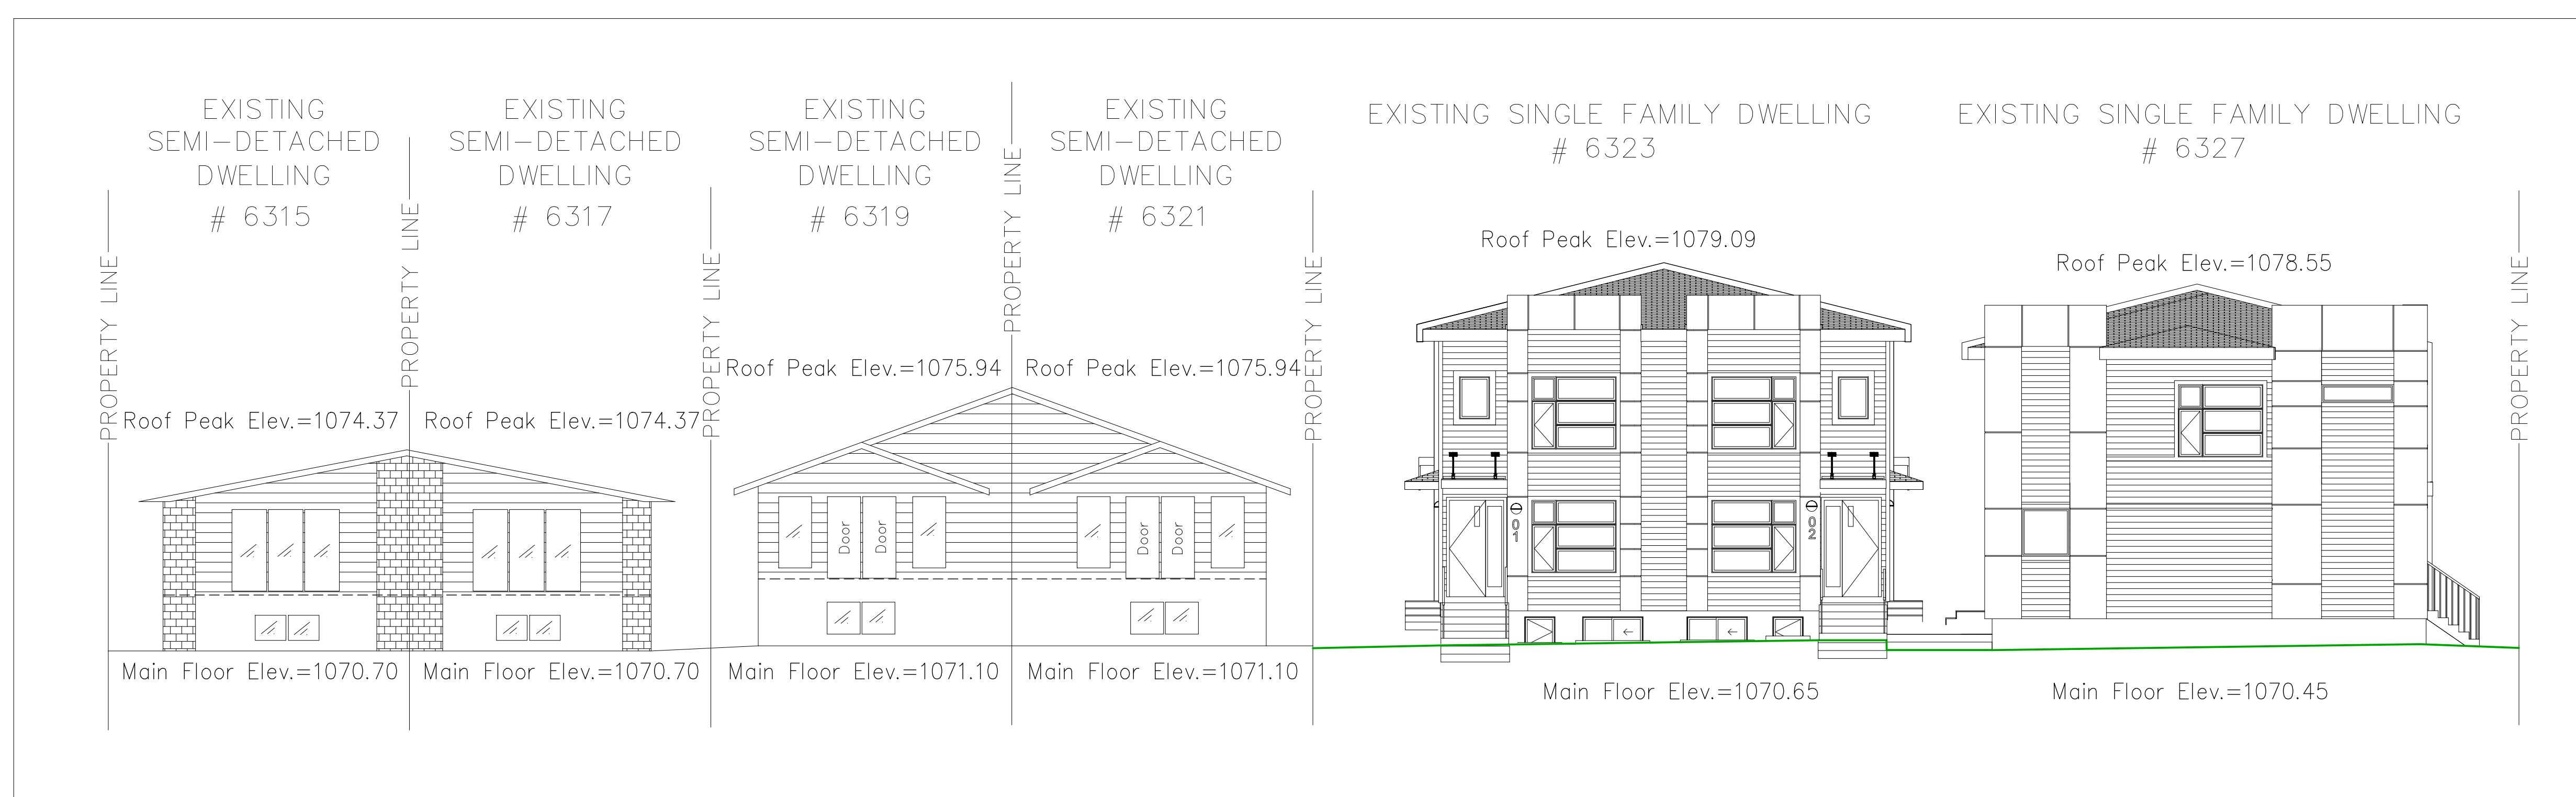 EXISTING
SEMI-DETACHED
DWELLING
# 6315
EXISTING
SEMI-DETACHED
DWELLING
# 6317
EXISTING
SEMI-DETACHED
DWELLING
# 6319
EXISTING
SEMI-DETACHED
DWELLING
# 6321
EXISTING SINGLE FAMILY DWELLING
# 6323
EXISTING SINGLE FAMILY DWELLING
# 6327
PROPERTY LINE
PROPERTY LINE
PROPERTY LINE
PROPERTY LINE
PROPERTY LINE
PROPERTY LINE
Roof Peak Elev.=1074.37
Roof Peak Elev.=1074.37
Roof Peak Elev.=1075.94
Roof Peak Elev.=1075.94
Roof Peak Elev.=1079.09
Roof Peak Elev.=1078.55
Door
Door
Door
Door
01
02
Main Floor Elev.=1070.70
Main Floor Elev.=1070.70
Main Floor Elev.=1071.10
Main Floor Elev.=1071.10
Main Floor Elev.=1070.65
Main Floor Elev.=1070.45